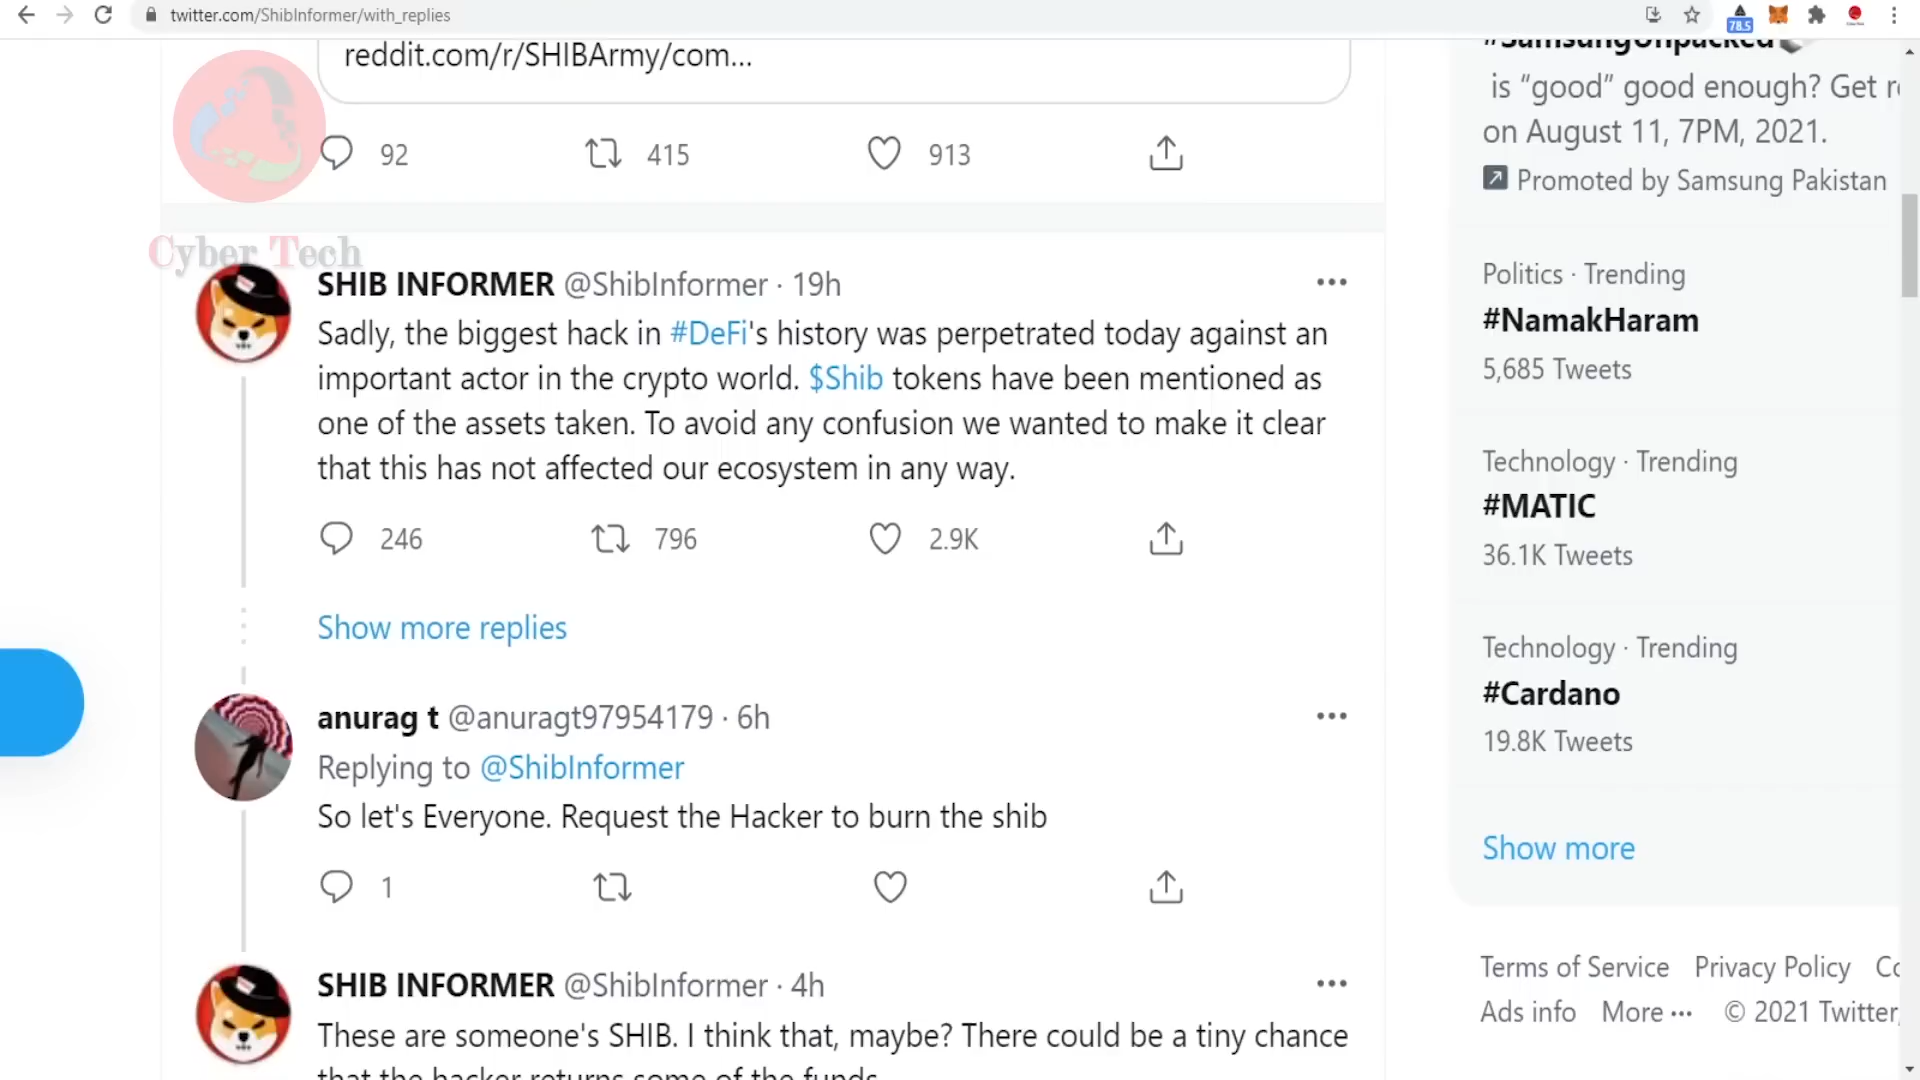 twitter.com/ShibInformer/with_replies
78.5
reddit.com/r/SHIBArmy/com...
92 415 913
Cyber Tech
SHIB INFORMER @ShibInformer · 19h
Sadly, the biggest hack in #DeFi's history was perpetrated today against an
important actor in the crypto world. $Shib tokens have been mentioned as
one of the assets taken. To avoid any confusion we wanted to make it clear
that this has not affected our ecosystem in any way.
246 796 2.9K
Show more replies
anurag t @anuragt97954179 · 6h
Replying to @ShibInformer
So let's Everyone. Request the Hacker to burn the shib
1
SHIB INFORMER @ShibInformer · 4h
These are someone's SHIB. I think that, maybe? There could be a tiny chance
that the hacker returns some of the funds
#SamsungUnpacked
is “good” good enough? Get
on August 11, 7PM, 2021.
Promoted by Samsung Pakistan
Politics · Trending
#NamakHaram
5,685 Tweets
Technology · Trending
#MATIC
36.1K Tweets
Technology · Trending
#Cardano
19.8K Tweets
Show more
Terms of Service Privacy Policy
Ads info More ··· © 2021 Twitter,